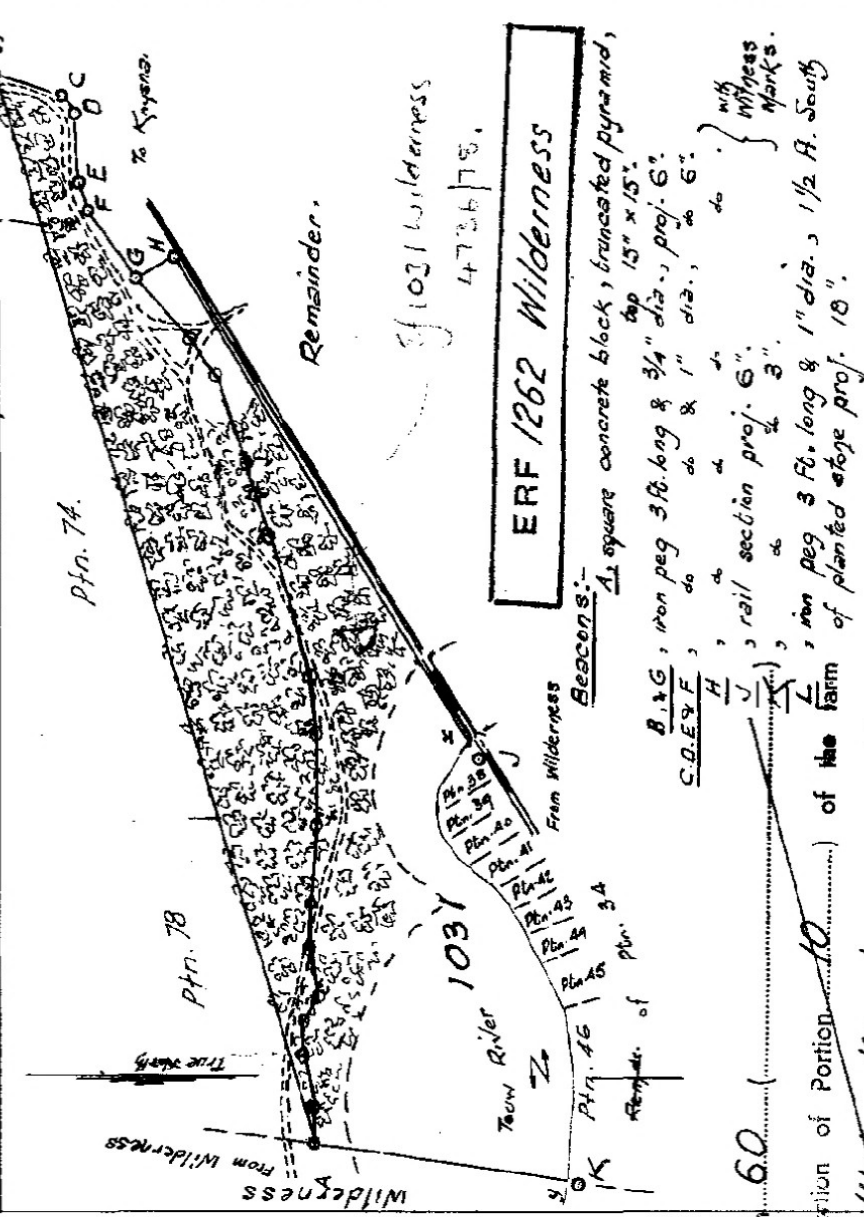 Ptn. 78
Ptn. 74.
C
D
E
F
G
H
To Knysna.
Remainder.
1031 Wilderness
4736/78.
True North
From Wilderness
Wilderness
A
1031
Touw River
Z
x
J
y
K
Ptn. 38
Ptn. 39
Ptn. 40
Ptn. 41
Ptn. 42
Ptn. 43
Ptn. 44
Ptn. 45
Ptn. 46
of Ptn. 34
From Wilderness
ERF 1262 Wilderness
Beacons:-
A, square concrete block, truncated pyramid,
top 15" x 15".
B, & G, iron peg 3 ft. long & 3/4" dia., proj. 6".
C.D.E & F, do do & 1" dia., do 6".
H, do do do do } with Witness Marks.
J, rail section proj. 6".
K, do do 3".
L, iron peg 3 Ft. long & 1" dia., 1 1/2 ft. South
of planted stone proj. 18".
60 (
) of Portion 10 ) of the farm